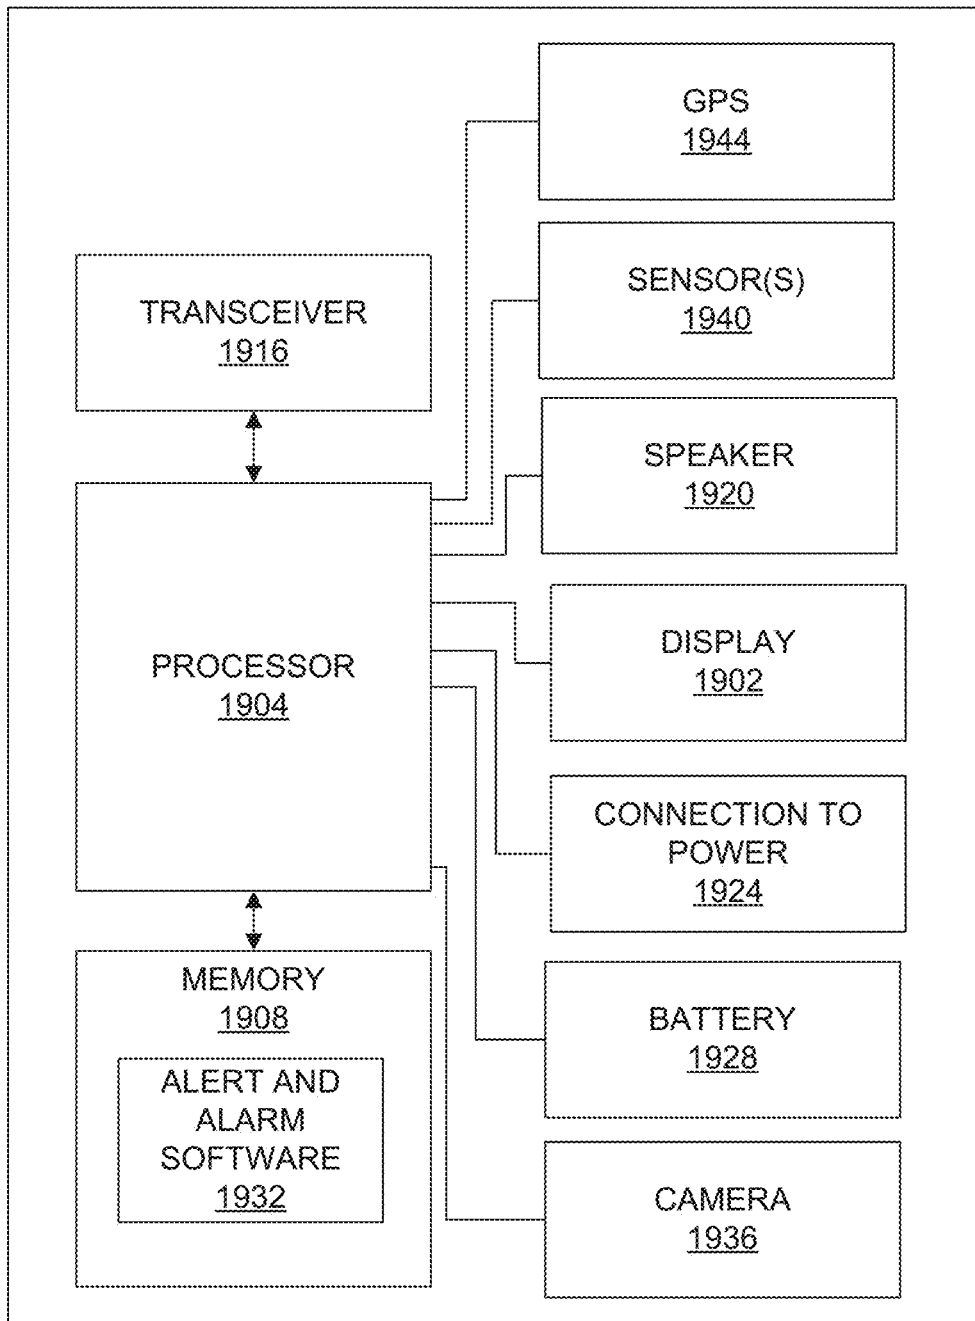 GPS
1944
SENSOR(S)
1940
TRANSCEIVER
1916
SPEAKER
1920
PROCESSOR
1904
DISPLAY
1902
CONNECTION TO
POWER
1924
MEMORY
1908
ALERT AND
ALARM
SOFTWARE
1932
BATTERY
1928
CAMERA
1936